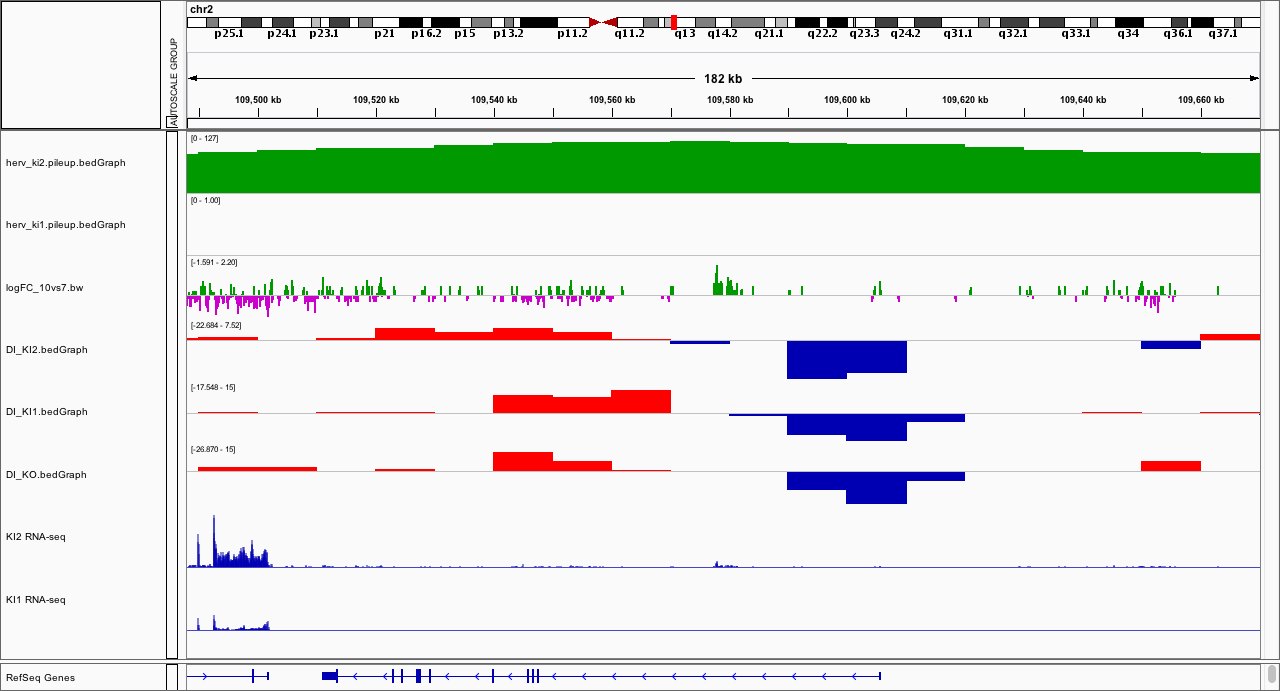 chr2
p25.1 p24.1 p23.1 p21 p16.2 p15 p13.2 p11.2 q11.2 q13 q14.2 q21.1 q22.2 q23.3 q24.2 q31.1 q32.1 q33.1 q34 q36.1 q37.1
AUTOSCALE GROUP
182 kb
109,500 kb 109,520 kb 109,540 kb 109,560 kb 109,580 kb 109,600 kb 109,620 kb 109,640 kb 109,660 kb
[0 - 127]
herv_ki2.pileup.bedGraph
[0 - 1.00]
herv_ki1.pileup.bedGraph
[-1.591 - 2.20]
logFC_10vs7.bw
[-22.684 - 7.52]
DI_KI2.bedGraph
[-17.548 - 15]
DI_KI1.bedGraph
[-26.870 - 15]
DI_KO.bedGraph
KI2 RNA-seq
KI1 RNA-seq
RefSeq Genes